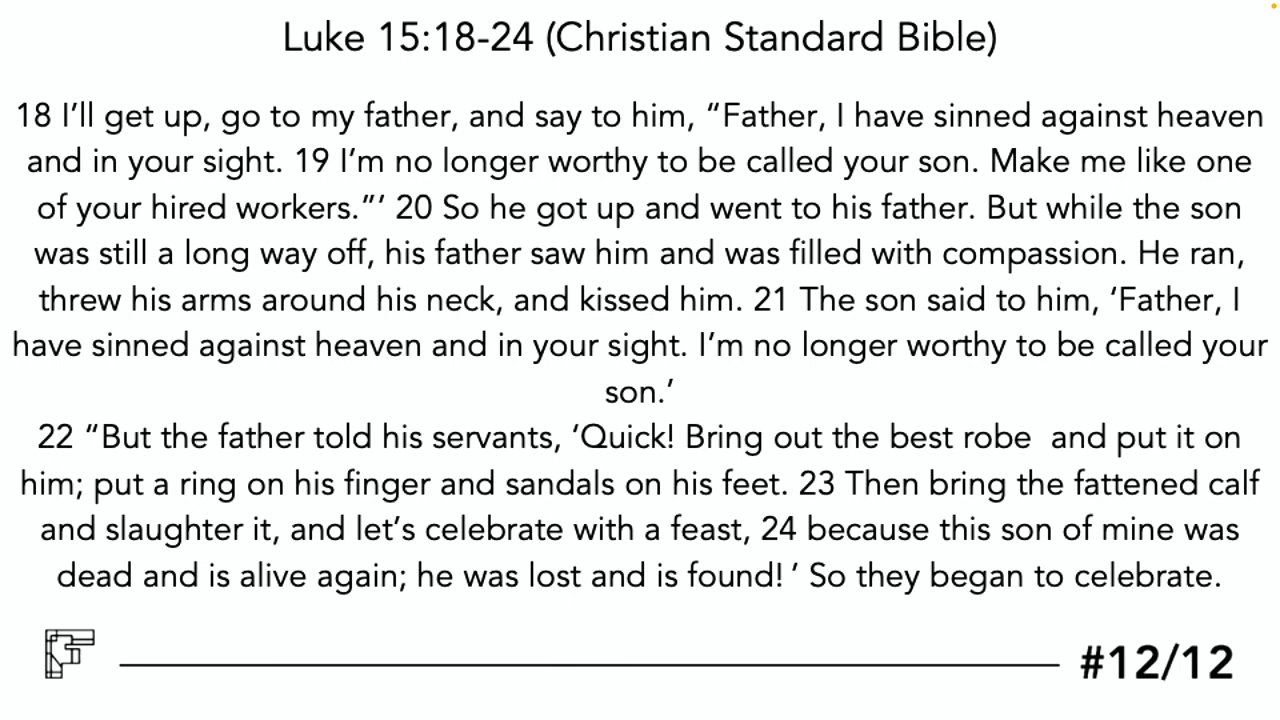 Luke 15:18-24 (Christian Standard Bible)
18 I’ll get up, go to my father, and say to him, “Father, I have sinned against heaven
and in your sight. 19 I’m no longer worthy to be called your son. Make me like one
of your hired workers.”’ 20 So he got up and went to his father. But while the son
was still a long way off, his father saw him and was filled with compassion. He ran,
threw his arms around his neck, and kissed him. 21 The son said to him, ‘Father, I
have sinned against heaven and in your sight. I’m no longer worthy to be called your
son.’
22 “But the father told his servants, ‘Quick! Bring out the best robe  and put it on
him; put a ring on his finger and sandals on his feet. 23 Then bring the fattened calf
and slaughter it, and let’s celebrate with a feast, 24 because this son of mine was
dead and is alive again; he was lost and is found! ’ So they began to celebrate.
#12/12